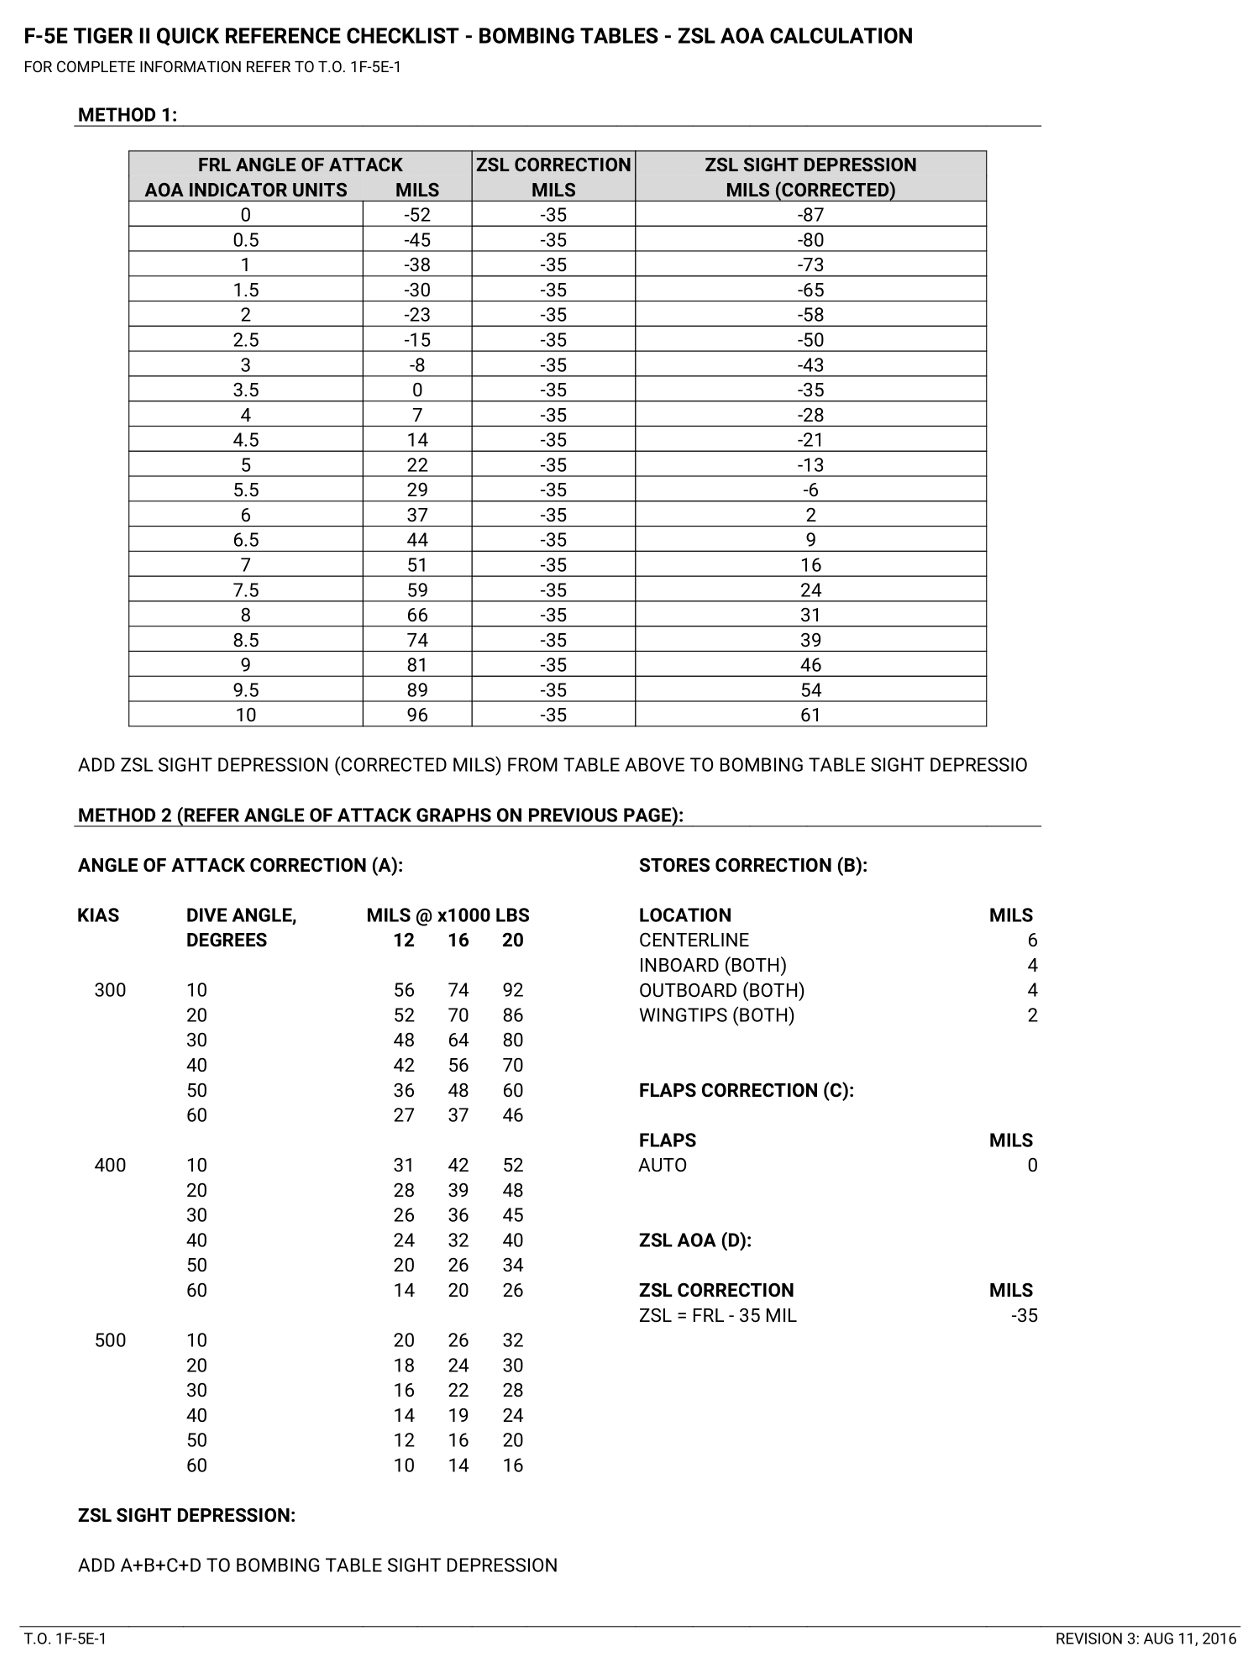 F-5E TIGER II QUICK REFERENCE CHECKLIST - BOMBING TABLES - ZSL AOA CALCULATION
FOR COMPLETE INFORMATION REFER TO T.O. 1F-5E-1
METHOD 1:
FRL ANGLE OF ATTACK ZSL CORRECTION ZSL SIGHT DEPRESSION
AOA INDICATOR UNITS MILS MILS MILS (CORRECTED)
0 -52 -35 -87
0.5 -45 -35 -80
1 -38 -35 -73
1.5 -30 -35 -65
2 -23 -35 -58
2.5 -15 -35 -50
3 -8 -35 -43
3.5 0 -35 -35
4 7 -35 -28
4.5 14 -35 -21
5 22 -35 -13
5.5 29 -35 -6
6 37 -35 2
6.5 44 -35 9
7 51 -35 16
7.5 59 -35 24
8 66 -35 31
8.5 74 -35 39
9 81 -35 46
9.5 89 -35 54
10 96 -35 61
ADD ZSL SIGHT DEPRESSION (CORRECTED MILS) FROM TABLE ABOVE TO BOMBING TABLE SIGHT DEPRESSIO
METHOD 2 (REFER ANGLE OF ATTACK GRAPHS ON PREVIOUS PAGE):
ANGLE OF ATTACK CORRECTION (A):
KIAS DIVE ANGLE, MILS @ x1000 LBS
DEGREES 12 16 20
300 10 56 74 92
20 52 70 86
30 48 64 80
40 42 56 70
50 36 48 60
60 27 37 46
400 10 31 42 52
20 28 39 48
30 26 36 45
40 24 32 40
50 20 26 34
60 14 20 26
500 10 20 26 32
20 18 24 30
30 16 22 28
40 14 19 24
50 12 16 20
60 10 14 16
STORES CORRECTION (B):
LOCATION MILS
CENTERLINE 6
INBOARD (BOTH) 4
OUTBOARD (BOTH) 4
WINGTIPS (BOTH) 2
FLAPS CORRECTION (C):
FLAPS MILS
AUTO 0
ZSL AOA (D):
ZSL CORRECTION MILS
ZSL = FRL - 35 MIL -35
ZSL SIGHT DEPRESSION:
ADD A+B+C+D TO BOMBING TABLE SIGHT DEPRESSION
T.O. 1F-5E-1 REVISION 3: AUG 11, 2016